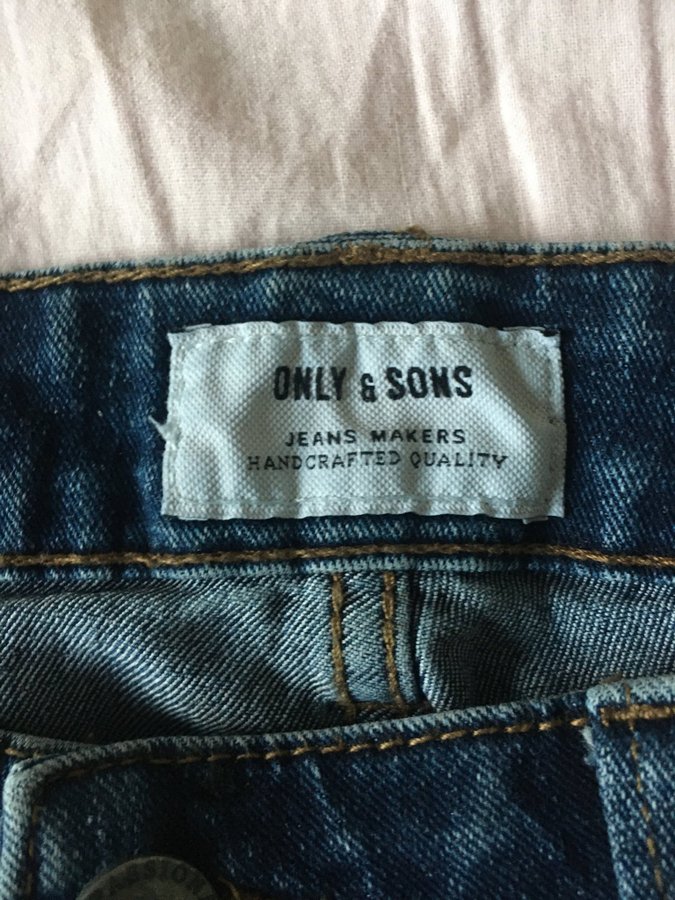 ONLY & SONS
JEANS MAKERS
HANDCRAFTED QUALITY